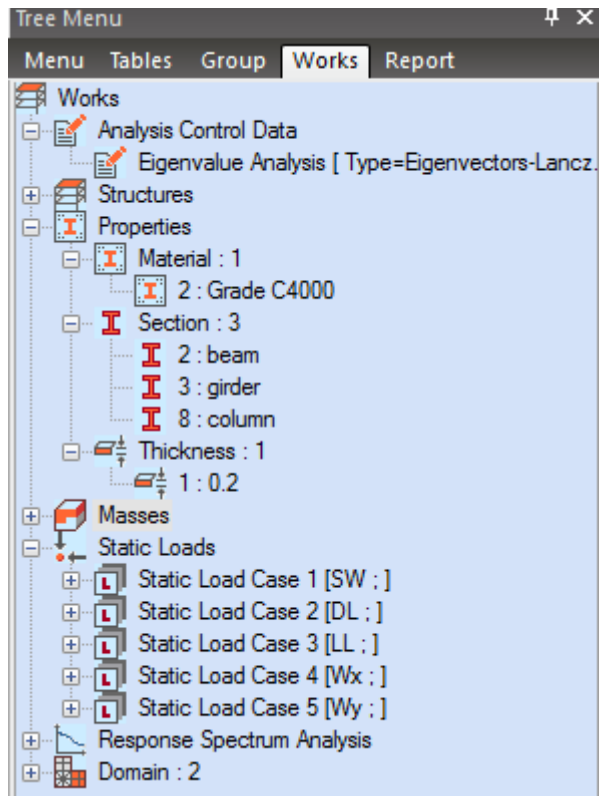 Tree Menu
Menu Tables Group Works Report
Works
Analysis Control Data
Eigenvalue Analysis [ Type=Eigenvectors-Lancz.
Structures
Properties
Material : 1
2 : Grade C4000
Section : 3
2 : beam
3 : girder
8 : column
Thickness : 1
1 : 0.2
Masses
Static Loads
Static Load Case 1 [SW ; ]
Static Load Case 2 [DL ; ]
Static Load Case 3 [LL ; ]
Static Load Case 4 [Wx ; ]
Static Load Case 5 [Wy ; ]
Response Spectrum Analysis
Domain : 2